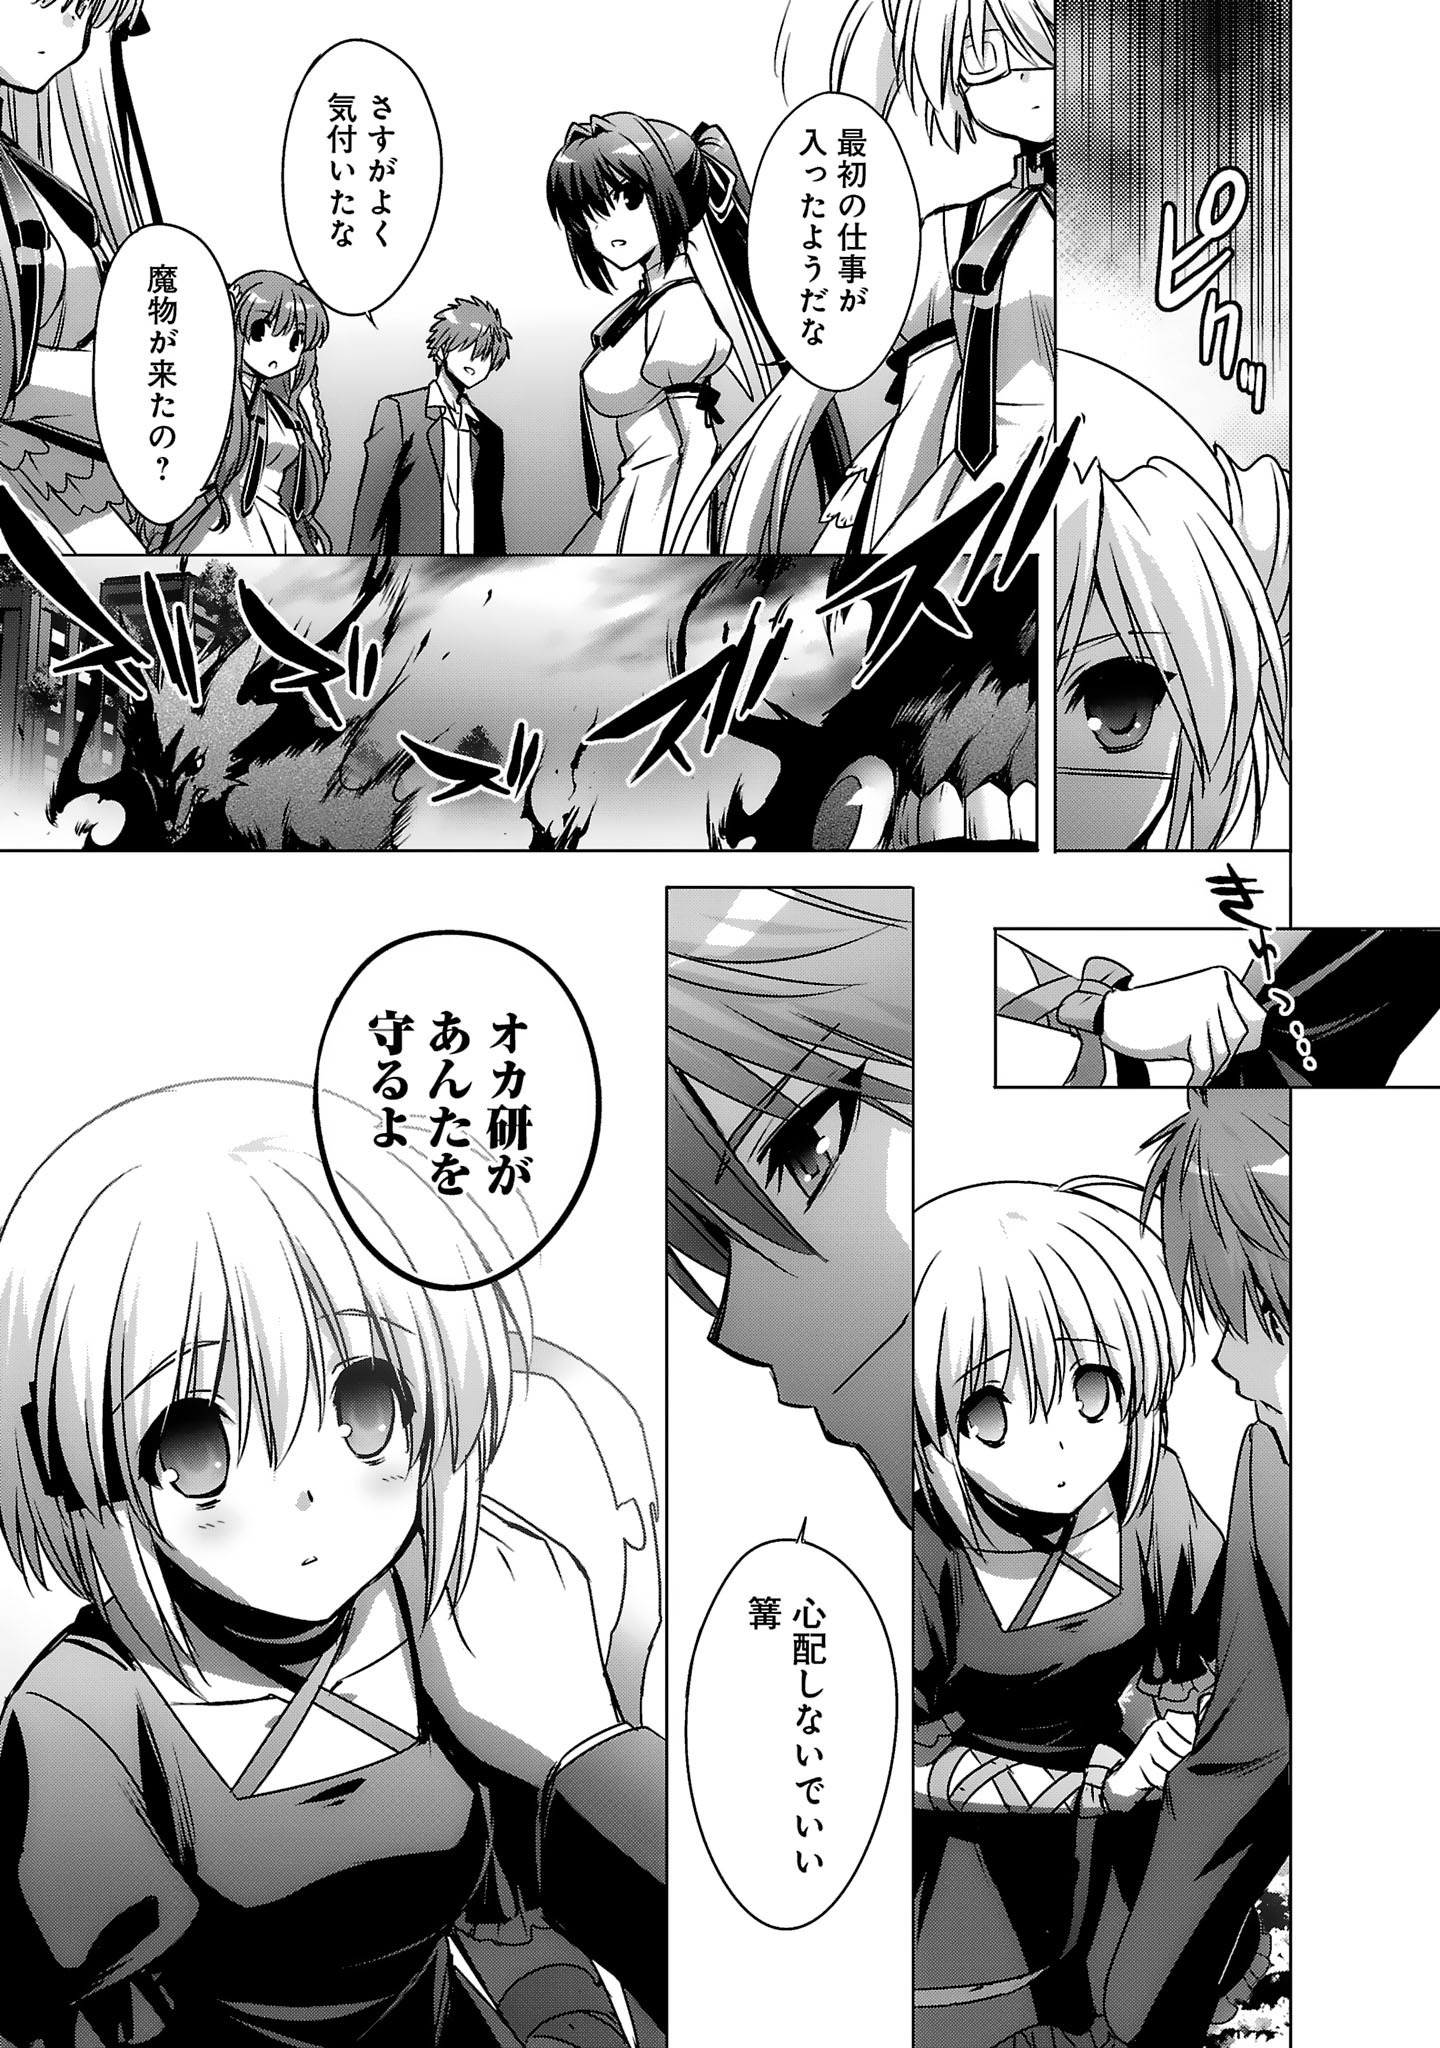 ピクッ
最初の仕事が
入ったようだな
さすがよく
気付いたな
魔物が来たの？
ズズ
ズズ
ズズ
きゅっ…
心配しないでいい
篝
オカ研が
あんたを
守るよ